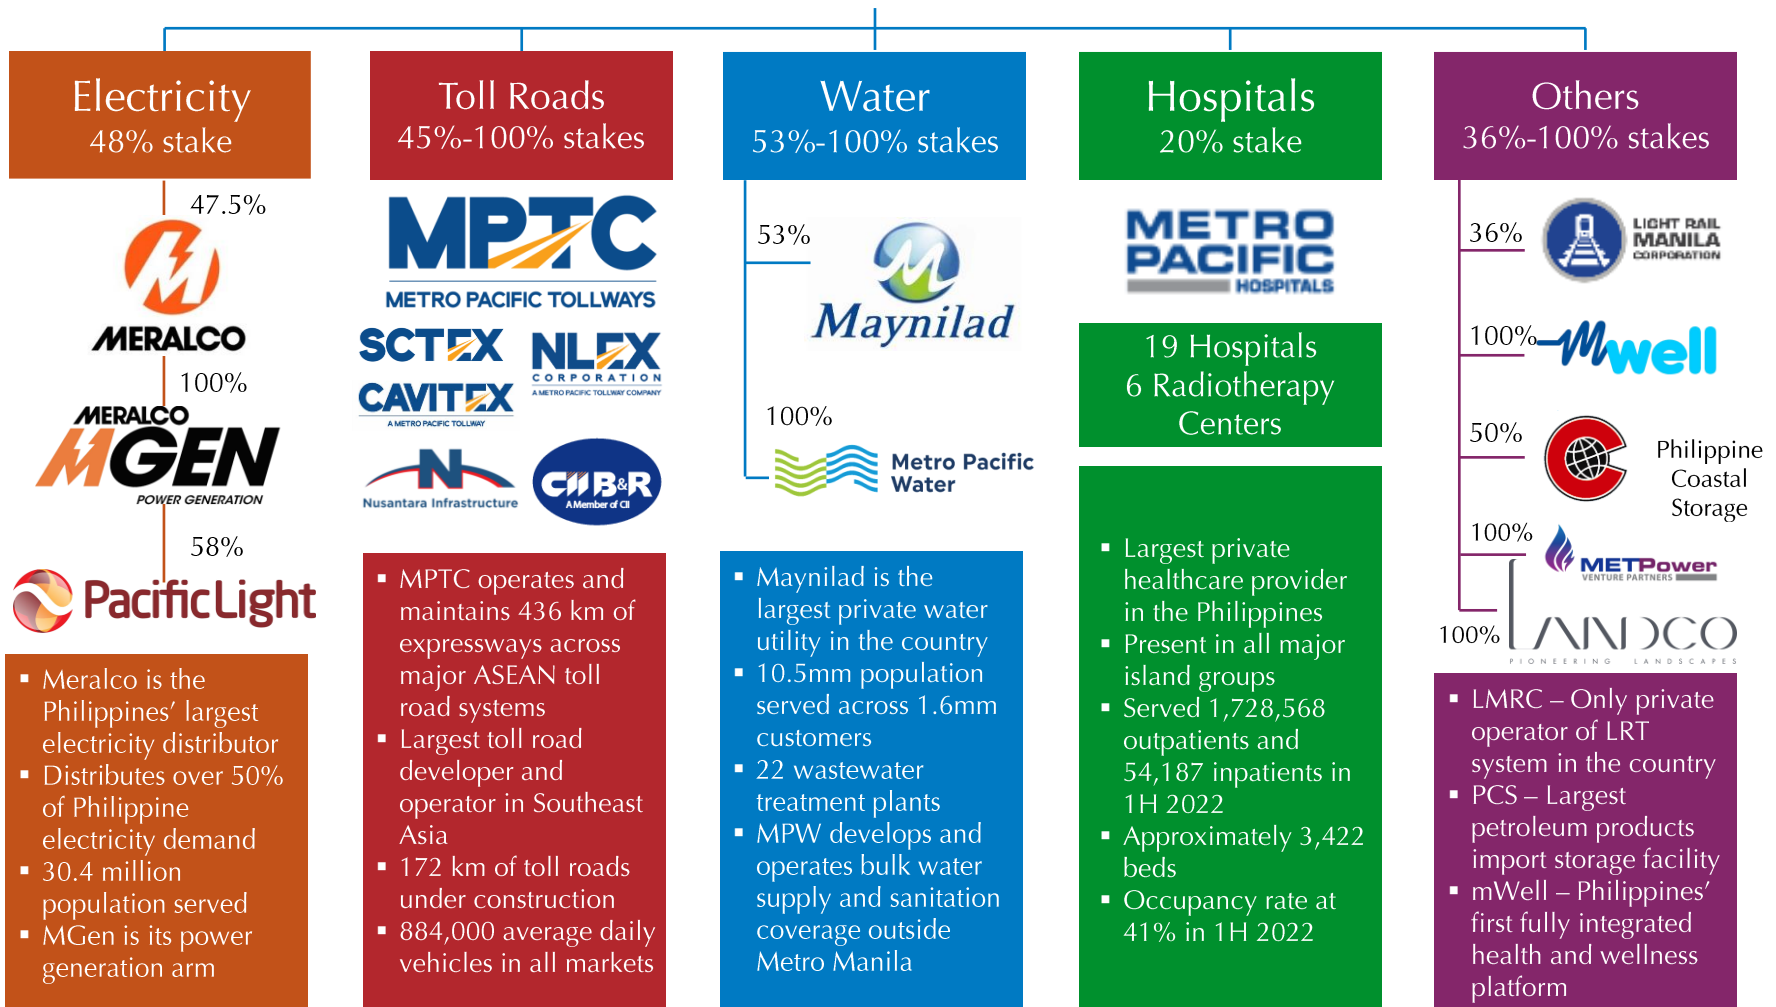 Electricity
48% stake
47.5%
MERALCO
100%
MERALCO
MGEN
POWER GENERATION
58%
PacificLight
▪ Meralco is the
Philippines’ largest
electricity distributor
▪ Distributes over 50%
of Philippine
electricity demand
▪ 30.4 million
population served
▪ MGen is its power
generation arm
Toll Roads
45%-100% stakes
MPTC
METRO PACIFIC TOLLWAYS
SCTEX
NLEX
CORPORATION
A METRO PACIFIC TOLLWAY COMPANY
CAVITEX
A METRO PACIFIC TOLLWAY
N
Nusantara Infrastructure
CII B&R
A Member of CII
▪ MPTC operates and
maintains 436 km of
expressways across
major ASEAN toll
road systems
▪ Largest toll road
developer and
operator in Southeast
Asia
▪ 172 km of toll roads
under construction
▪ 884,000 average daily
vehicles in all markets
Water
53%-100% stakes
53%
Maynilad
100%
Metro Pacific
Water
▪ Maynilad is the
largest private water
utility in the country
▪ 10.5mm population
served across 1.6mm
customers
▪ 22 wastewater
treatment plants
▪ MPW develops and
operates bulk water
supply and sanitation
coverage outside
Metro Manila
Hospitals
20% stake
METRO
PACIFIC
HOSPITALS
19 Hospitals
6 Radiotherapy
Centers
▪ Largest private
healthcare provider
in the Philippines
▪ Present in all major
island groups
▪ Served 1,728,568
outpatients and
54,187 inpatients in
1H 2022
▪ Approximately 3,422
beds
▪ Occupancy rate at
41% in 1H 2022
Others
36%-100% stakes
36%
LIGHT RAIL
MANILA
CORPORATION
100%
mwell
50%
Philippine
Coastal
Storage
100%
METPower
VENTURE PARTNERS
100%
LANDCO
PIONEERING LANDSCAPES
▪ LMRC – Only private
operator of LRT
system in the country
▪ PCS – Largest
petroleum products
import storage facility
▪ mWell – Philippines’
first fully integrated
health and wellness
platform